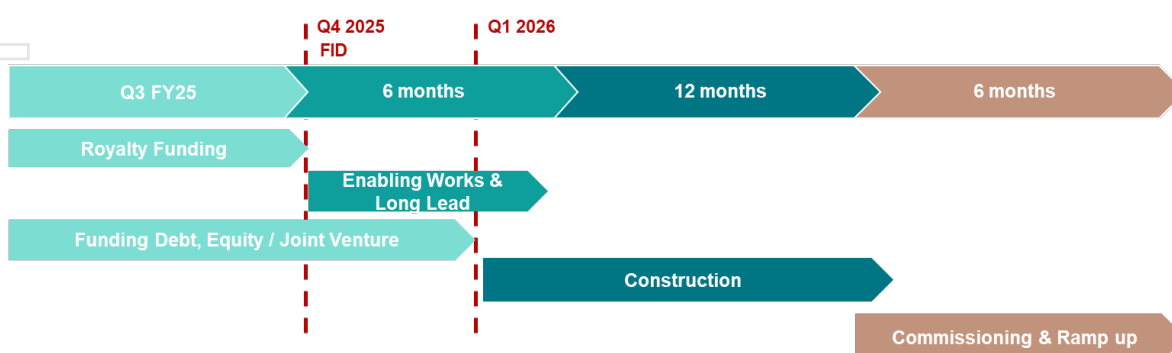 Q4 2025
FID
Q1 2026
Q3 FY25
6 months
12 months
6 months
Royalty Funding
Enabling Works &
Long Lead
Funding Debt, Equity / Joint Venture
Construction
Commissioning & Ramp up